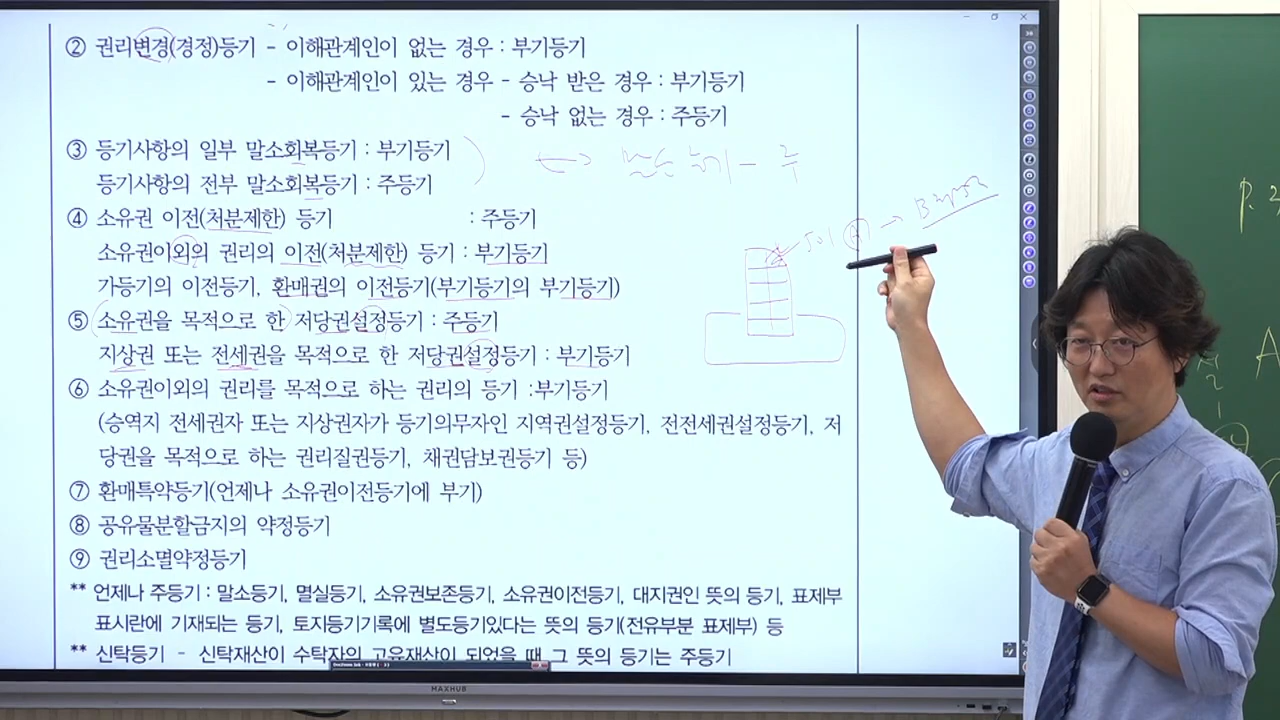 ② 권리변경(경정)등기 - 이해관계인이 없는 경우 : 부기등기
- 이해관계인이 있는 경우 - 승낙 받은 경우 : 부기등기
- 승낙 없는 경우 : 주등기
③ 등기사항의 일부 말소회복등기 : 부기등기
등기사항의 전부 말소회복등기 : 주등기
말소등기 - 주
④ 소유권 이전(처분제한) 등기 : 주등기
소유권이외의 권리의 이전(처분제한) 등기 : 부기등기
가등기의 이전등기, 환매권의 이전등기(부기등기의 부기등기)
501
⑤ (소유권을 목적으로 한 저당권설정등기 : 주등기
지상권 또는 전세권을 목적으로 한 저당권설정등기 : 부기등기
⑥ 소유권이외의 권리를 목적으로 하는 권리의 등기 :부기등기
(승역지 전세권자 또는 지상권자가 등기의무자인 지역권설정등기, 전전세권설정등기, 저
당권을 목적으로 하는 권리질권등기, 채권담보권등기 등)
⑦ 환매특약등기(언제나 소유권이전등기에 부기)
⑧ 공유물분할금지의 약정등기
⑨ 권리소멸약정등기
** 언제나 주등기 : 말소등기, 멸실등기, 소유권보존등기, 소유권이전등기, 대지권인 뜻의 등기, 표제부
표시란에 기재되는 등기, 토지등기기록에 별도등기있다는 뜻의 등기(전유부분 표제부) 등
** 신탁등기 - 신탁재산이 수탁자의 고유재산이 되었을 때 그 뜻의 등기는 주등기
MAXHUB
P. 2
A
2
1